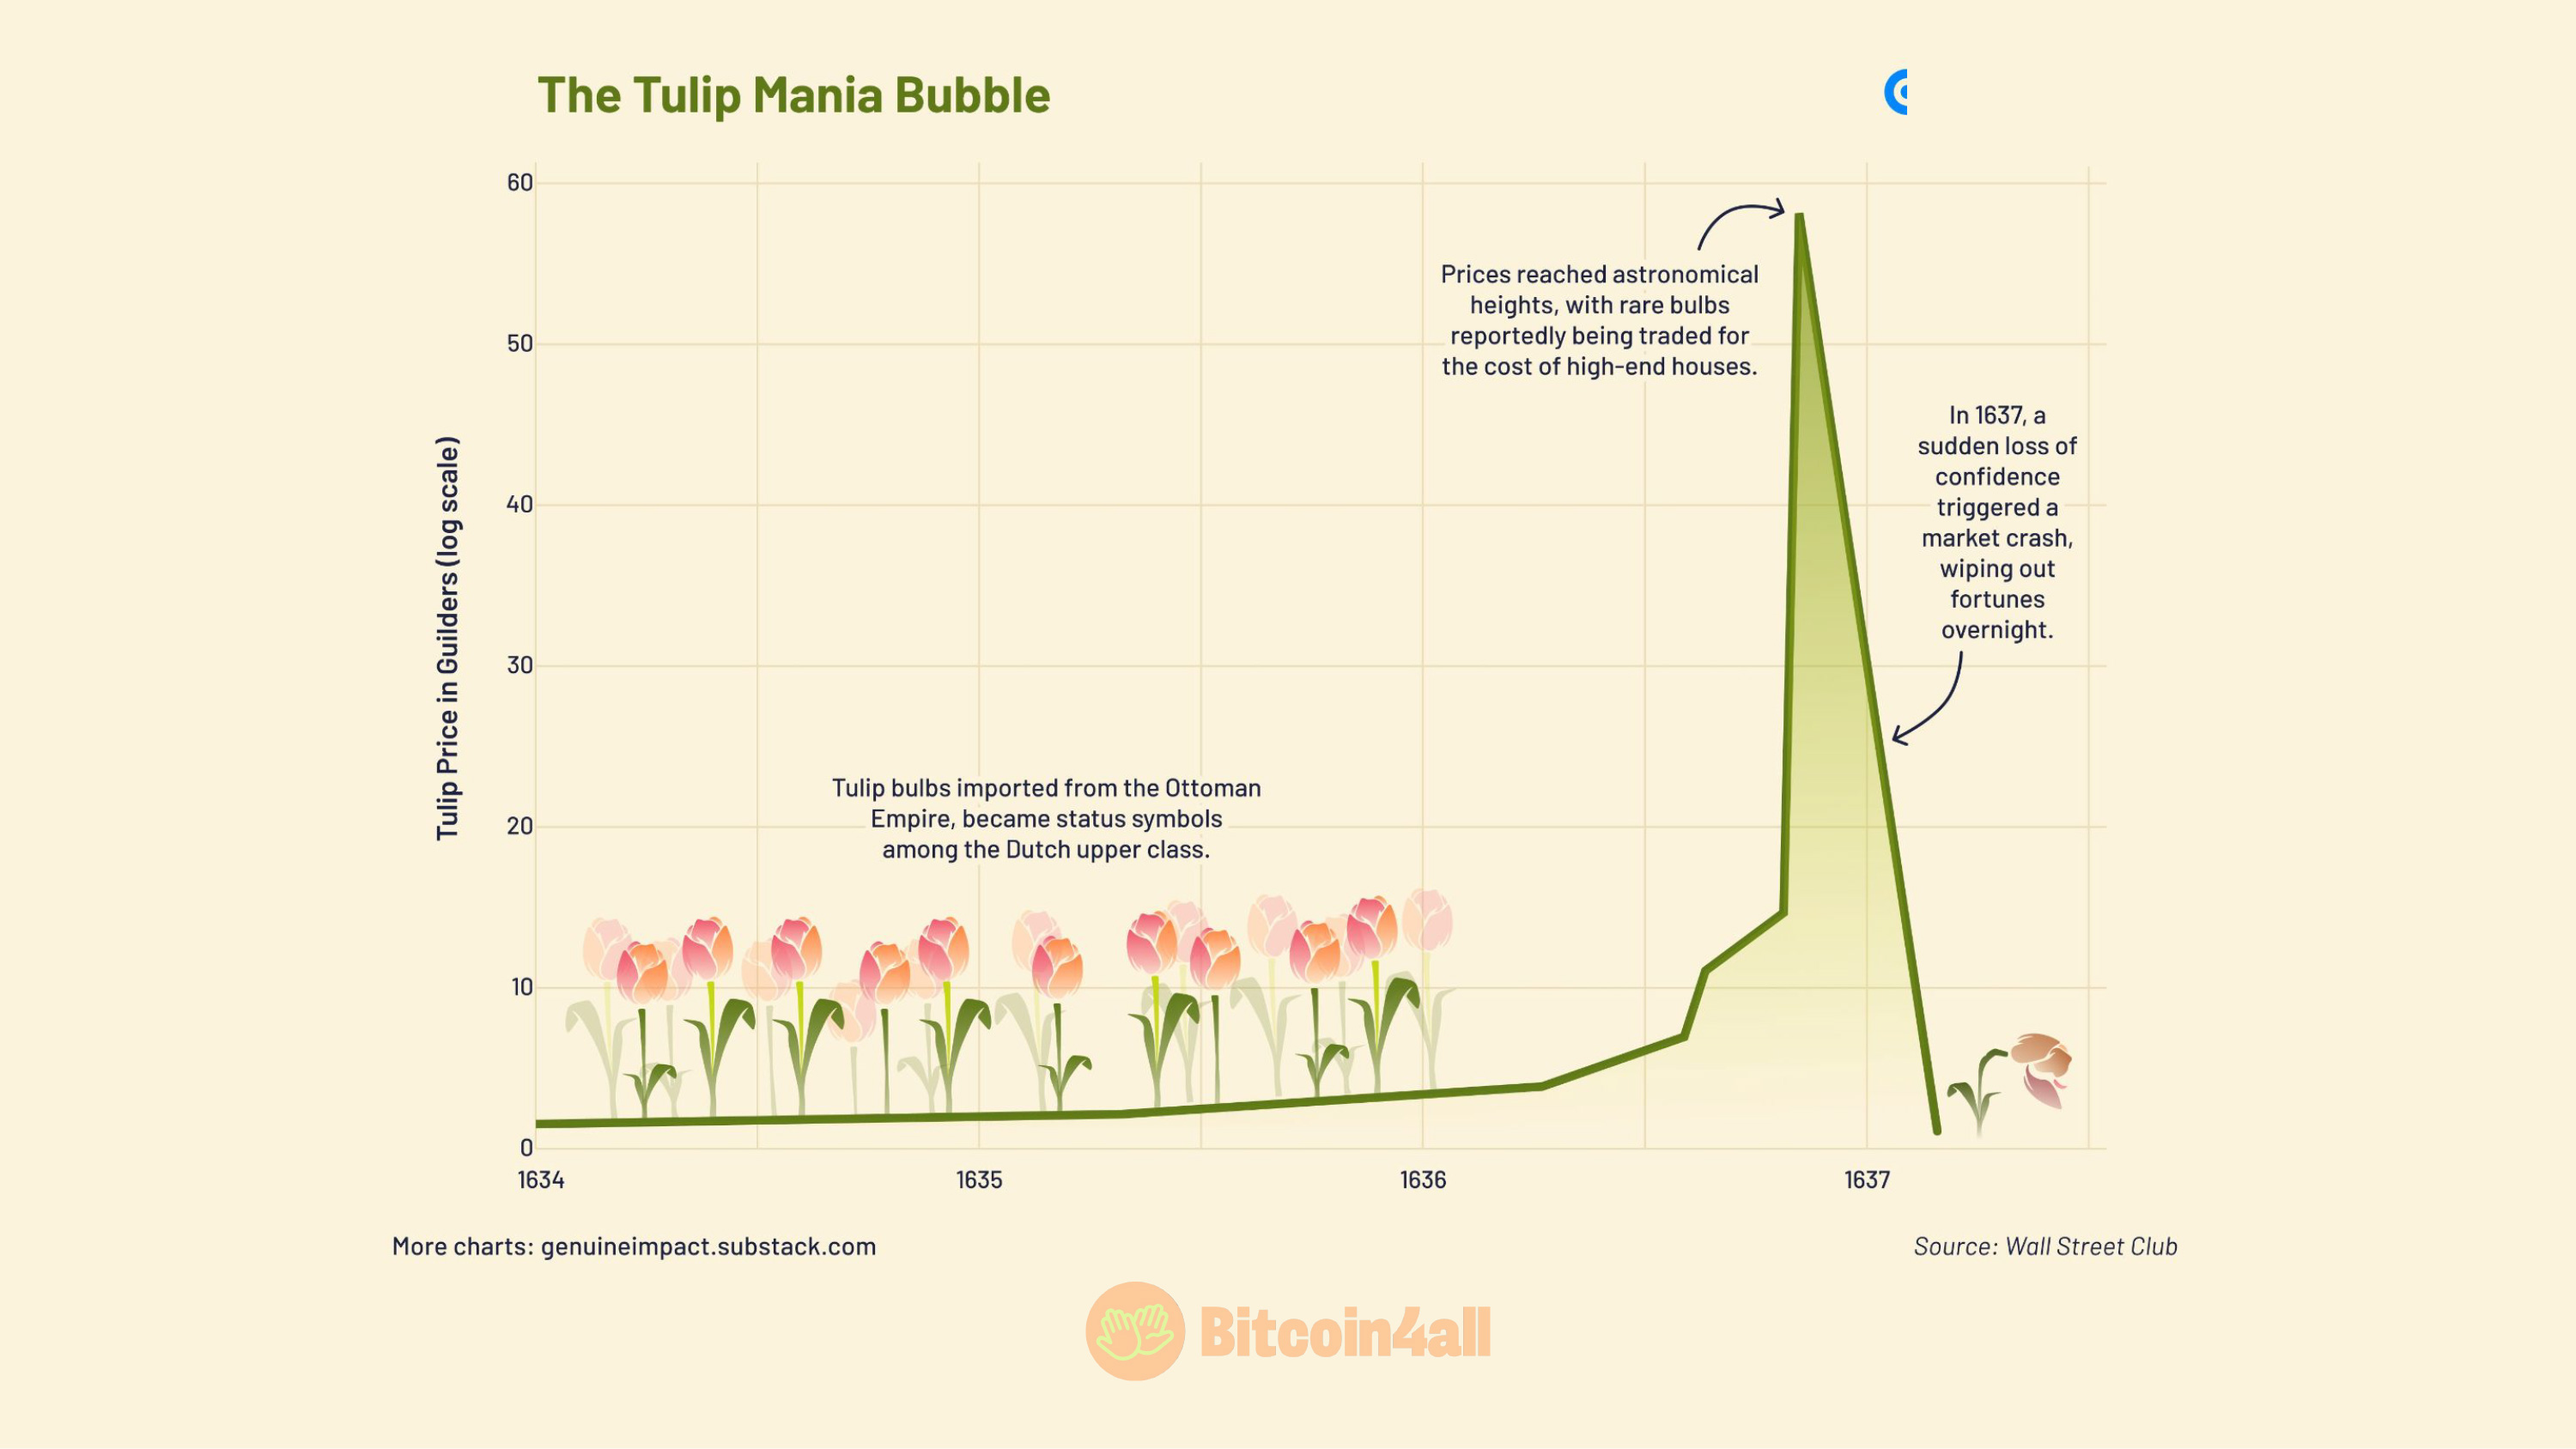 The Tulip Mania Bubble
Tulip Price in Guilders (log scale)
60
50
40
30
20
10
0
Prices reached astronomical
heights, with rare bulbs
reportedly being traded for
the cost of high-end houses.
In 1637, a
sudden loss of
confidence
triggered a
market crash,
wiping out
fortunes
overnight.
Tulip bulbs imported from the Ottoman
Empire, became status symbols
among the Dutch upper class.
1634
1635
1636
1637
More charts: genuineimpact.substack.com
Source: Wall Street Club
Bitcoin4all